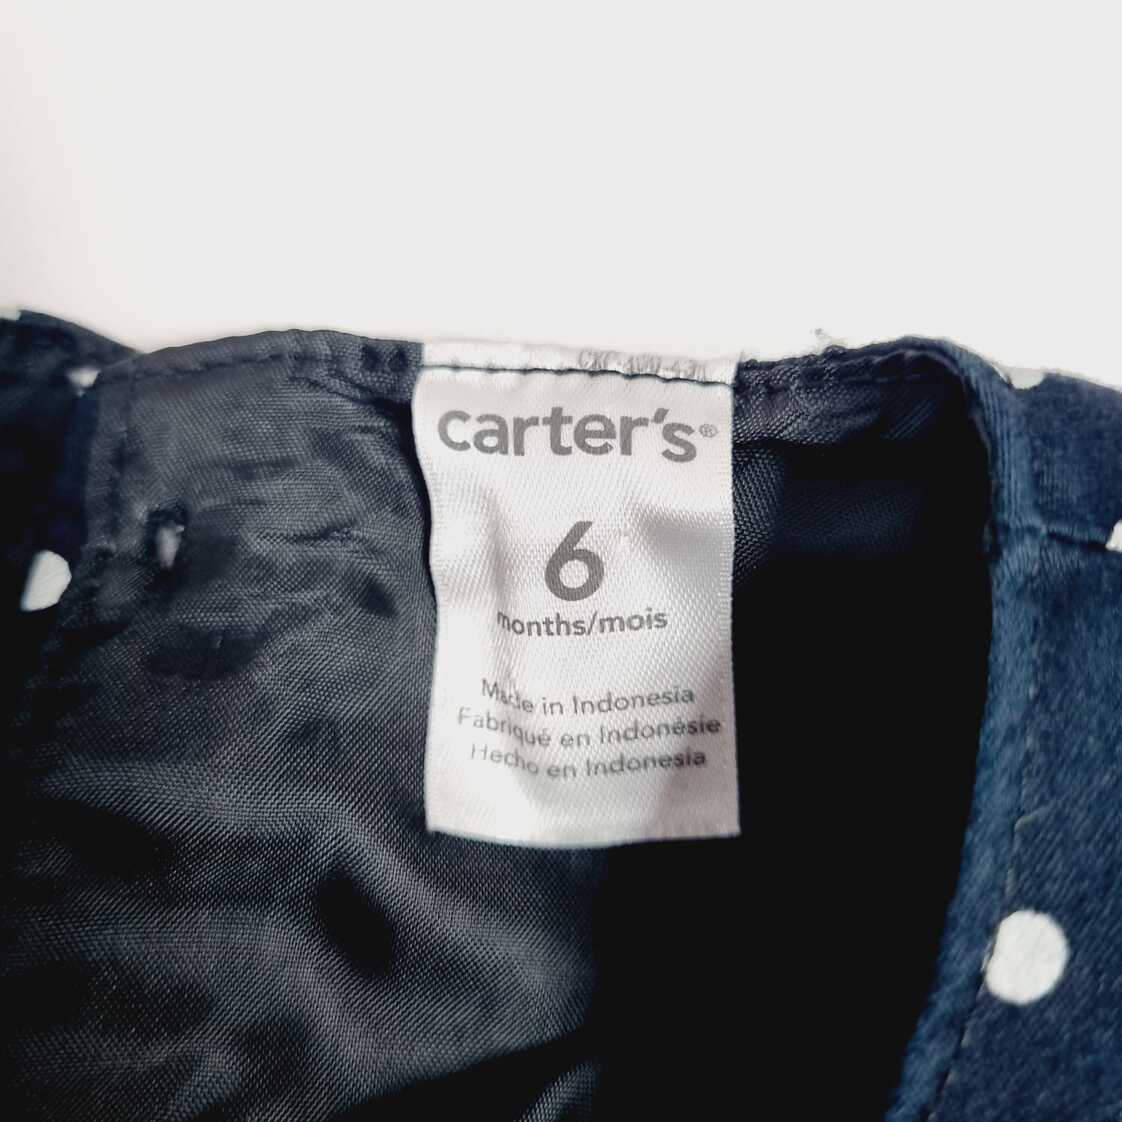 carter's®
6
months/mois
Made in Indonesia
Fabriqué en Indonésie
Hecho en Indonesia